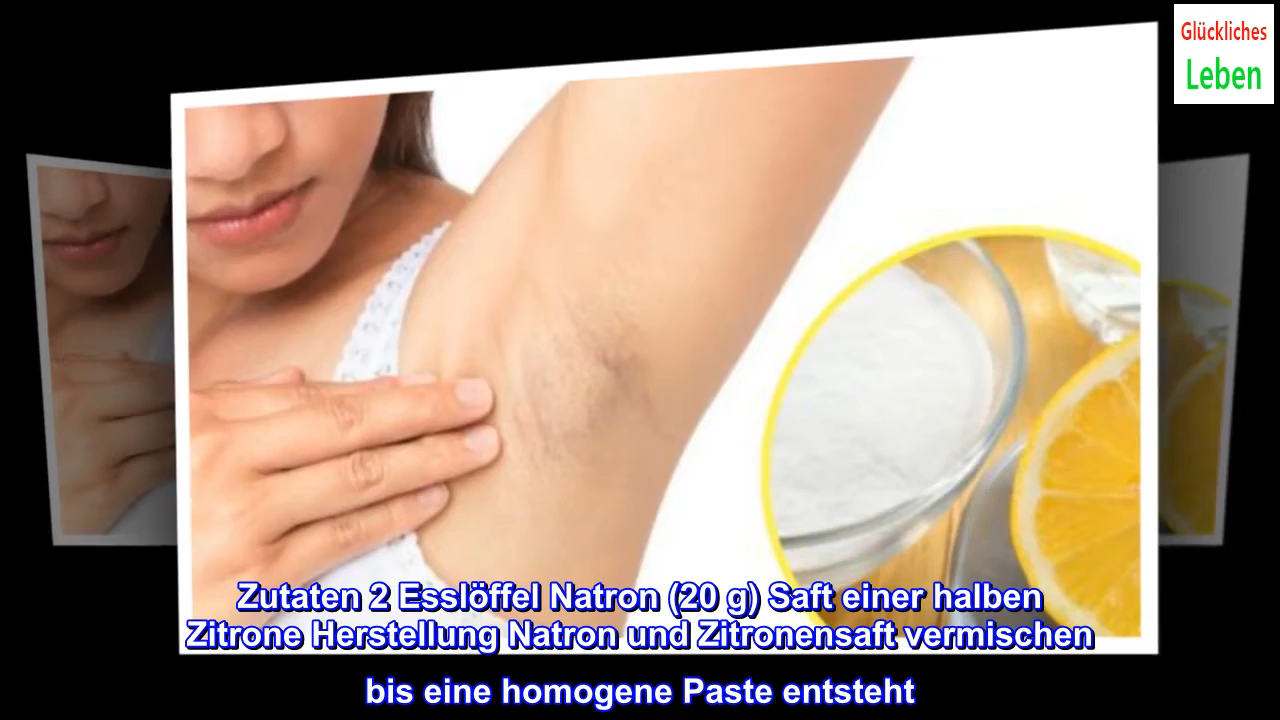 Glückliches
Leben
Zutaten 2 Esslöffel Natron (20 g) Saft einer halben
Zitrone Herstellung Natron und Zitronensaft vermischen
bis eine homogene Paste entsteht